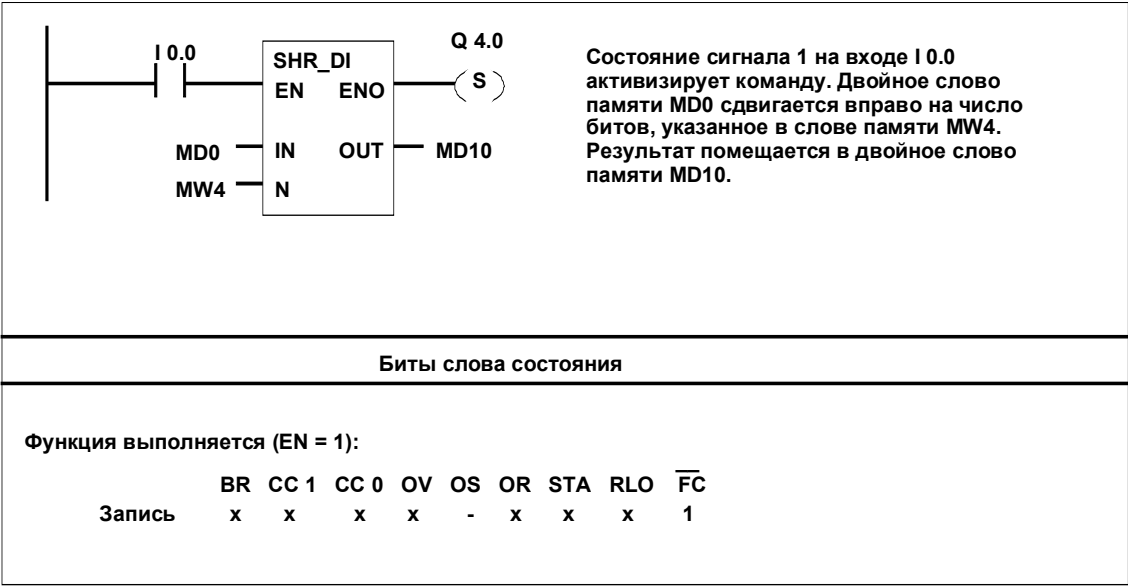 I 0.0
SHR_DI
EN ENO
Q 4.0
S
MD0 IN OUT MD10
MW4 N
Состояние сигнала 1 на входе I 0.0
активизирует команду. Двойное слово
памяти MD0 сдвигается вправо на число
битов, указанное в слове памяти MW4.
Результат помещается в двойное слово
памяти MD10.
Биты слова состояния
Функция выполняется (EN = 1):
BR CC 1 CC 0 OV OS OR STA RLO F̅C̅
Запись x x x x - x x x 1